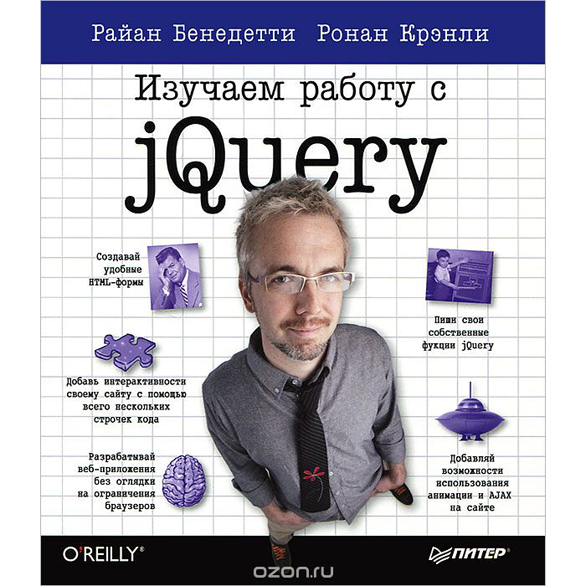 Райан Бенедетти Ронан Крэнли
Изучаем работу с
jQuery
Создавай
удобные
HTML-формы
Добавь интерактивности
своему сайту с помощью
всего нескольких
строчек кода
Разрабатывай
веб-приложения
без оглядки
на ограничения
браузеров
Пиши свои
собственные
фукции jQuery
Добавляй
возможности
использования
анимации и AJAX
на сайте
O'REILLY®
ПИТЕР®
ozon.ru